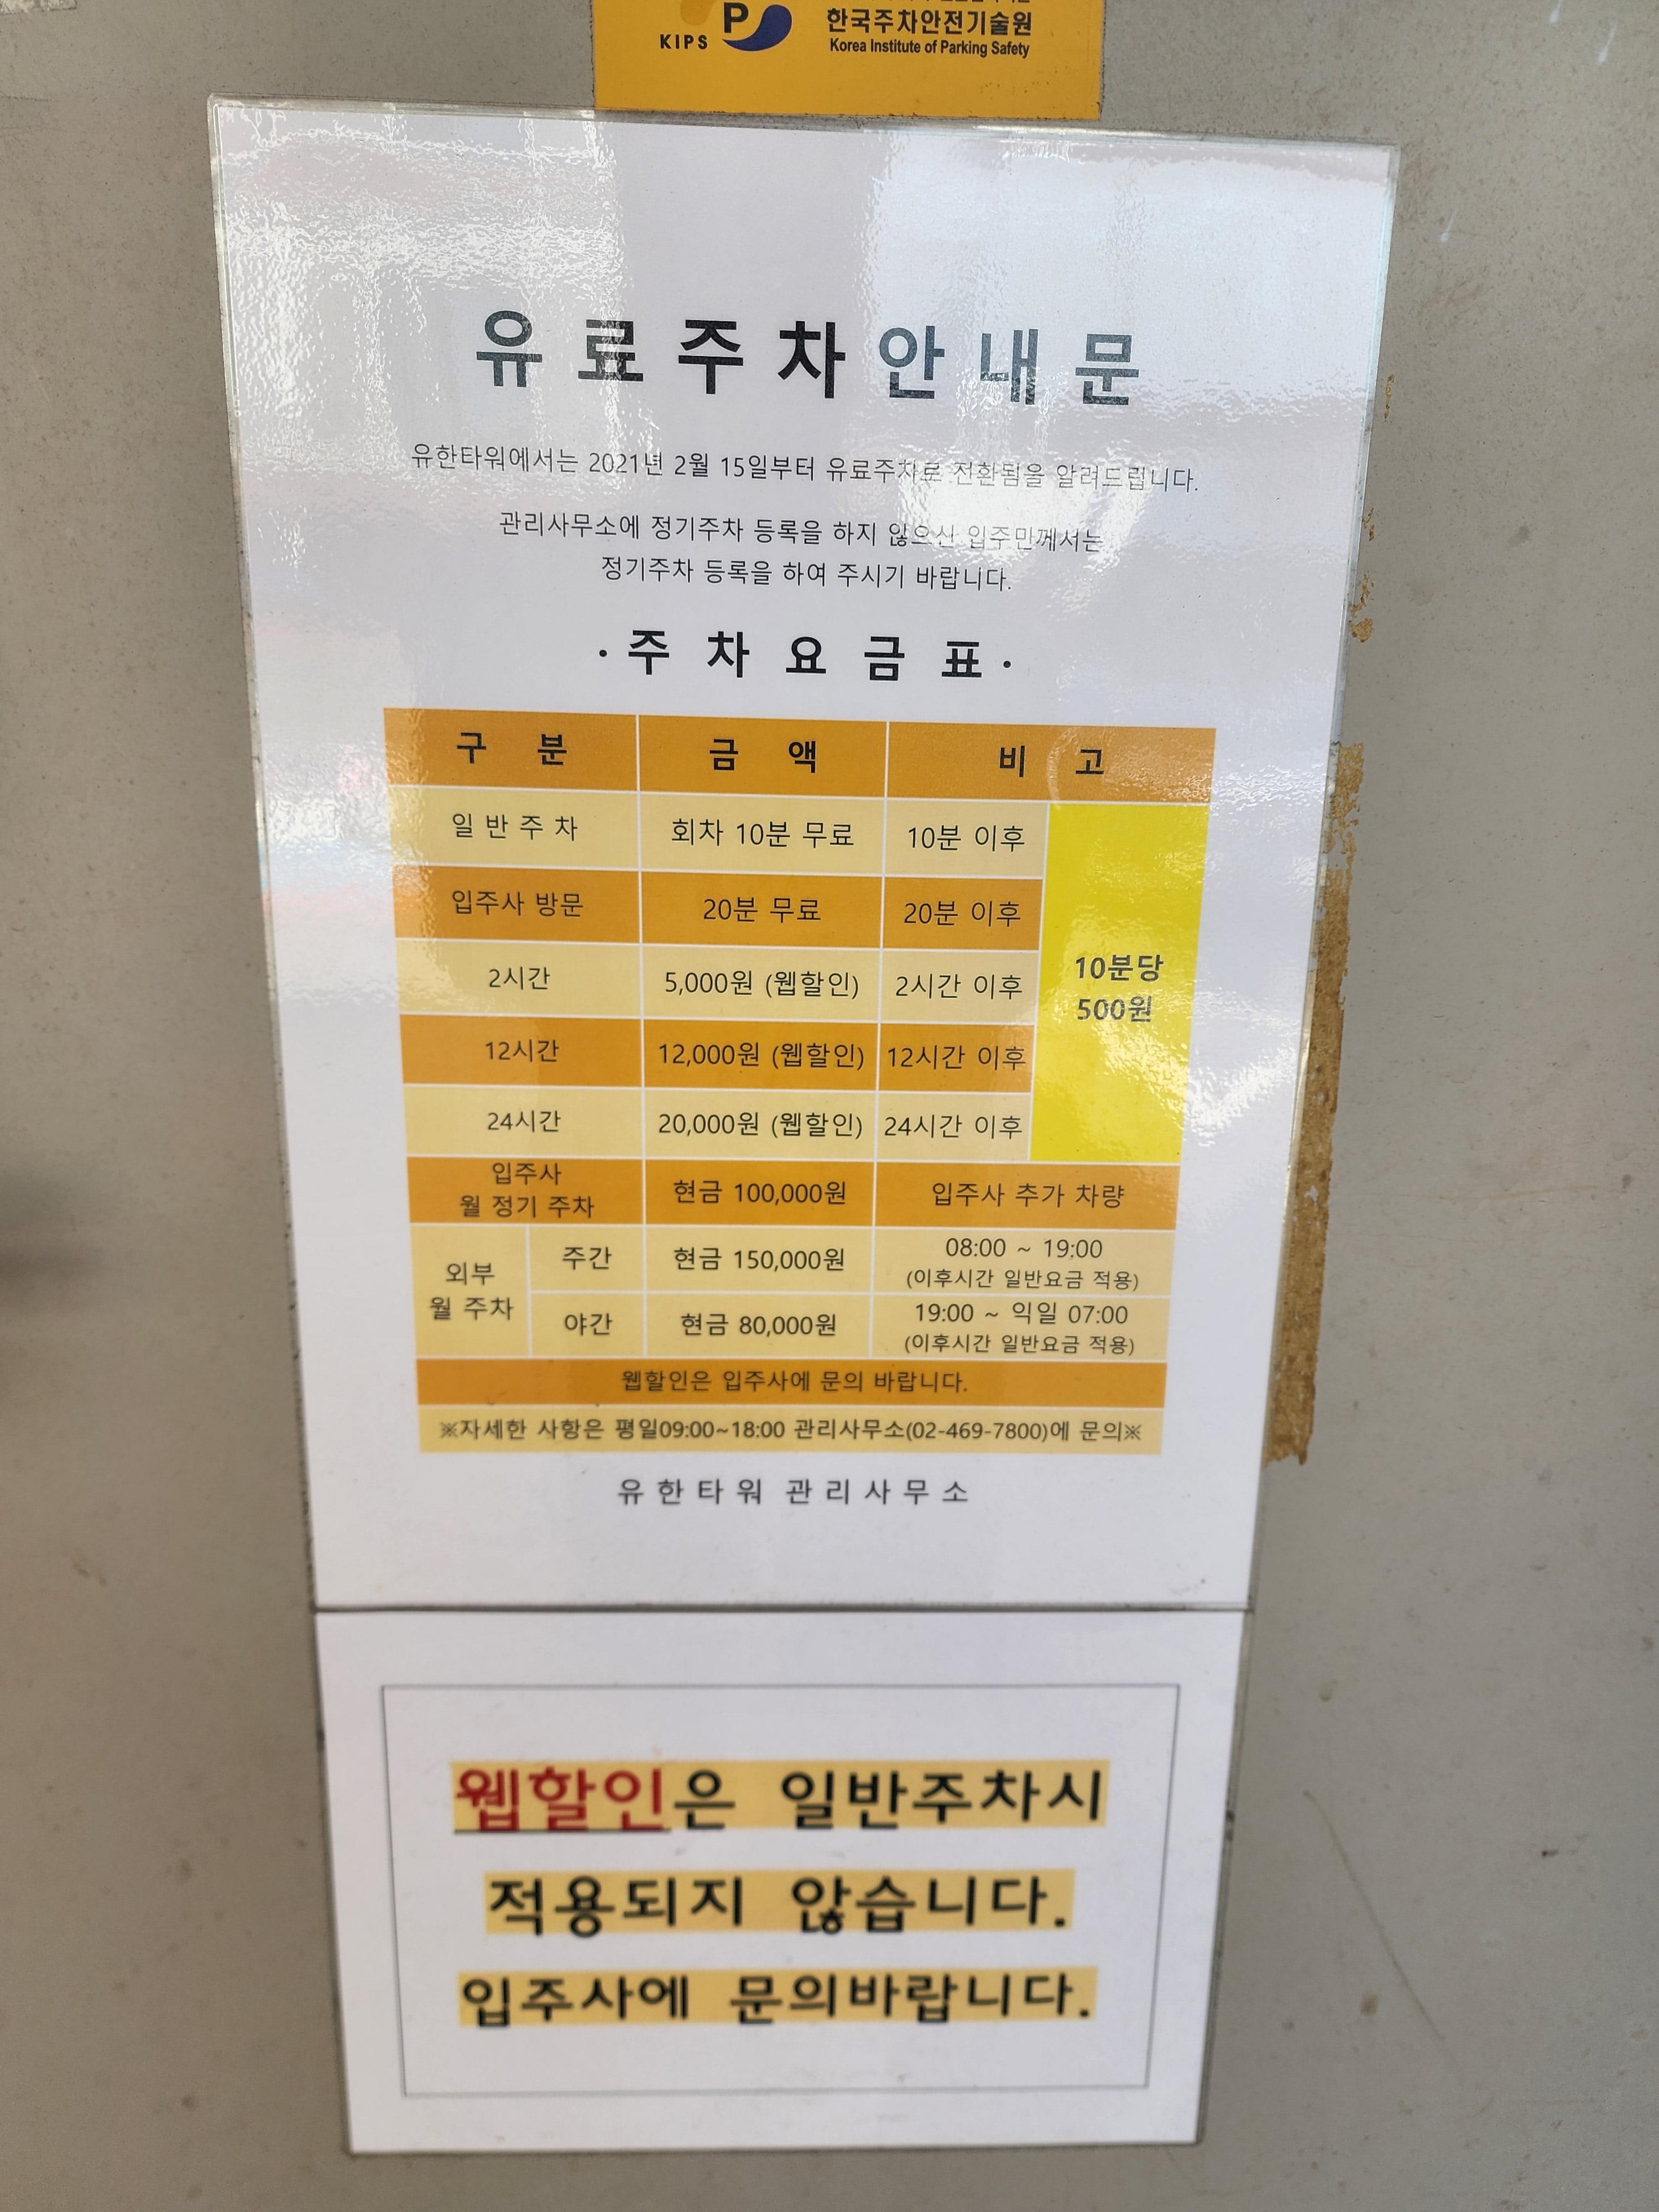 KIPS
P
한국주차안전기술원
Korea Institute of Parking Safety
유료주차안내문
유한타워에서는 2021년 2월 15일부터 유료주차로 전환됨을 알려드립니다.
관리사무소에 정기주차 등록을 하지 않으신 입주민께서는
정기주차 등록을 하여 주시기 바랍니다.
·주 차 요 금 표·
구 분 금 액 비 고
일 반 주 차 회차 10분 무료 10분 이후
입주사 방문 20분 무료 20분 이후
2시간 5,000원 (웹할인) 2시간 이후
10분당
500원
12시간 12,000원 (웹할인) 12시간 이후
24시간 20,000원 (웹할인) 24시간 이후
입주사
월 정기 주차
현금 100,000원 입주사 추가 차량
외부
월 주차
주간 현금 150,000원 08:00 ~ 19:00
(이후시간 일반요금 적용)
야간 현금 80,000원 19:00 ~ 익일 07:00
(이후시간 일반요금 적용)
웹할인은 입주사에 문의 바랍니다.
※자세한 사항은 평일09:00~18:00 관리사무소(02-469-7800)에 문의※
유한타워 관리사무소
웹할인은 일반주차시
적용되지 않습니다.
입주사에 문의바랍니다.